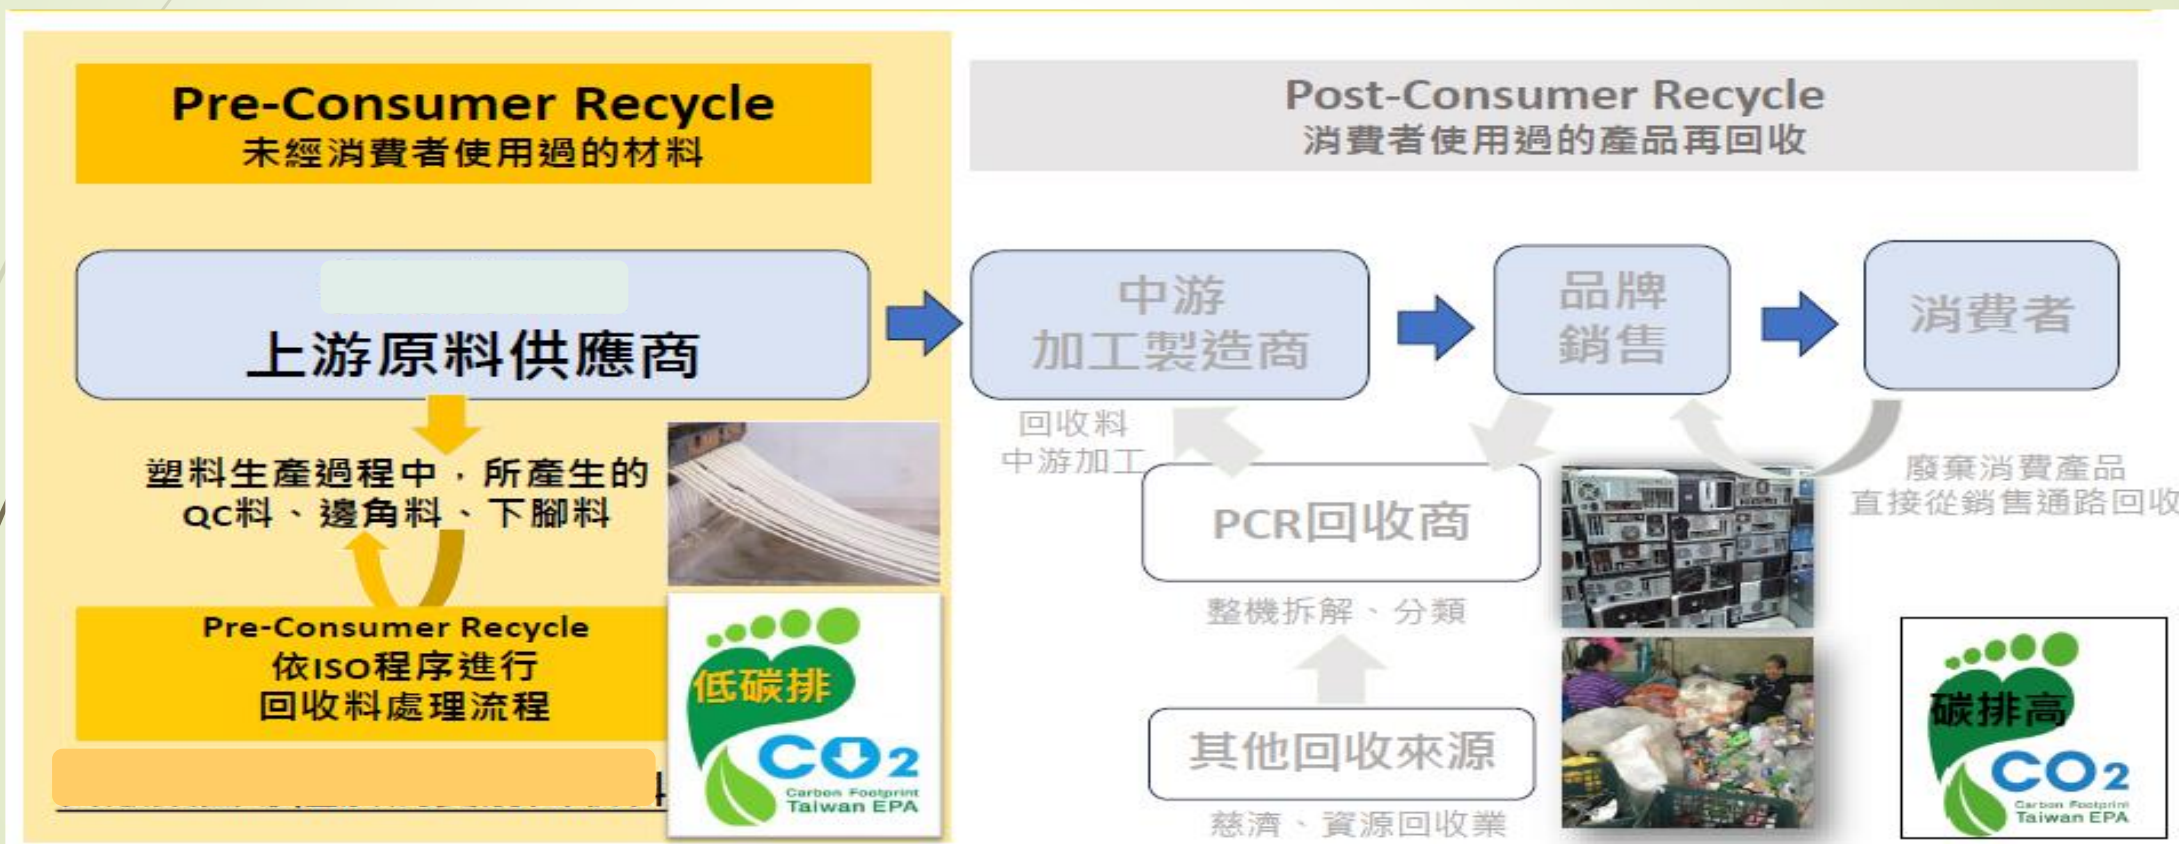 Pre-Consumer Recycle
未經消費者使用過的材料
Post-Consumer Recycle
消費者使用過的產品再回收
上游原料供應商
中游
加工製造商
品牌
銷售
消費者
塑料生產過程中，所產生的
QC料、邊角料、下腳料
回收料
中游加工
廢棄消費產品
直接從銷售通路回收
PCR回收商
整機拆解、分類
Pre-Consumer Recycle
依ISO程序進行
回收料處理流程
低碳排
CO2
Carbon Footprint
Taiwan EPA
其他回收來源
慈濟、資源回收業
碳排高
CO2
Carbon Footprint
Taiwan EPA